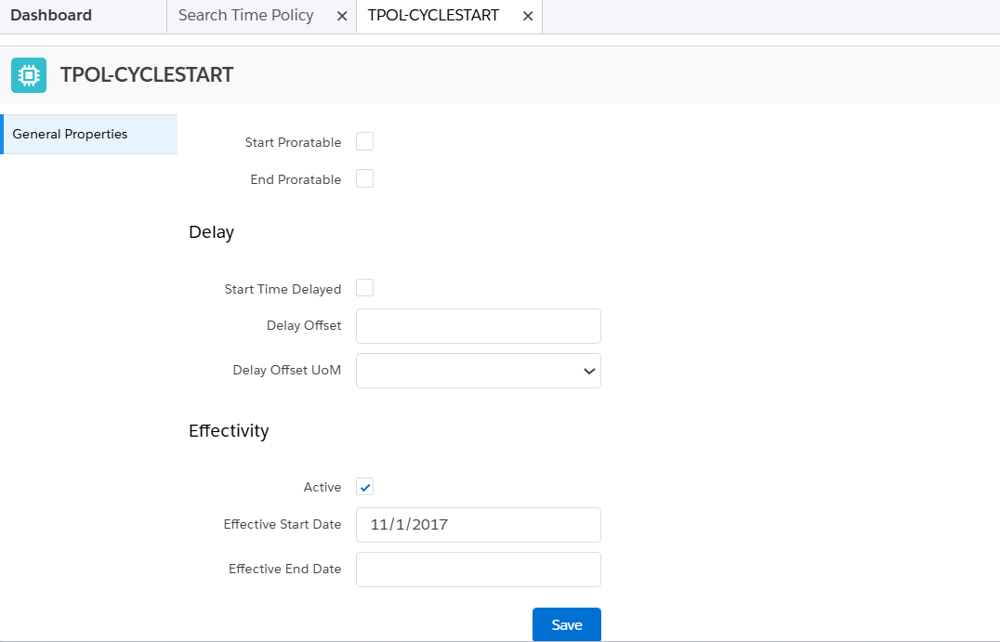 Dashboard
Search Time Policy
TPOL-CYCLESTART
TPOL-CYCLESTART
General Properties
Start Proratable
End Proratable
Delay
Start Time Delayed
Delay Offset
Delay Offset UoM
Effectivity
Active
Effective Start Date 11/1/2017
Effective End Date
Save